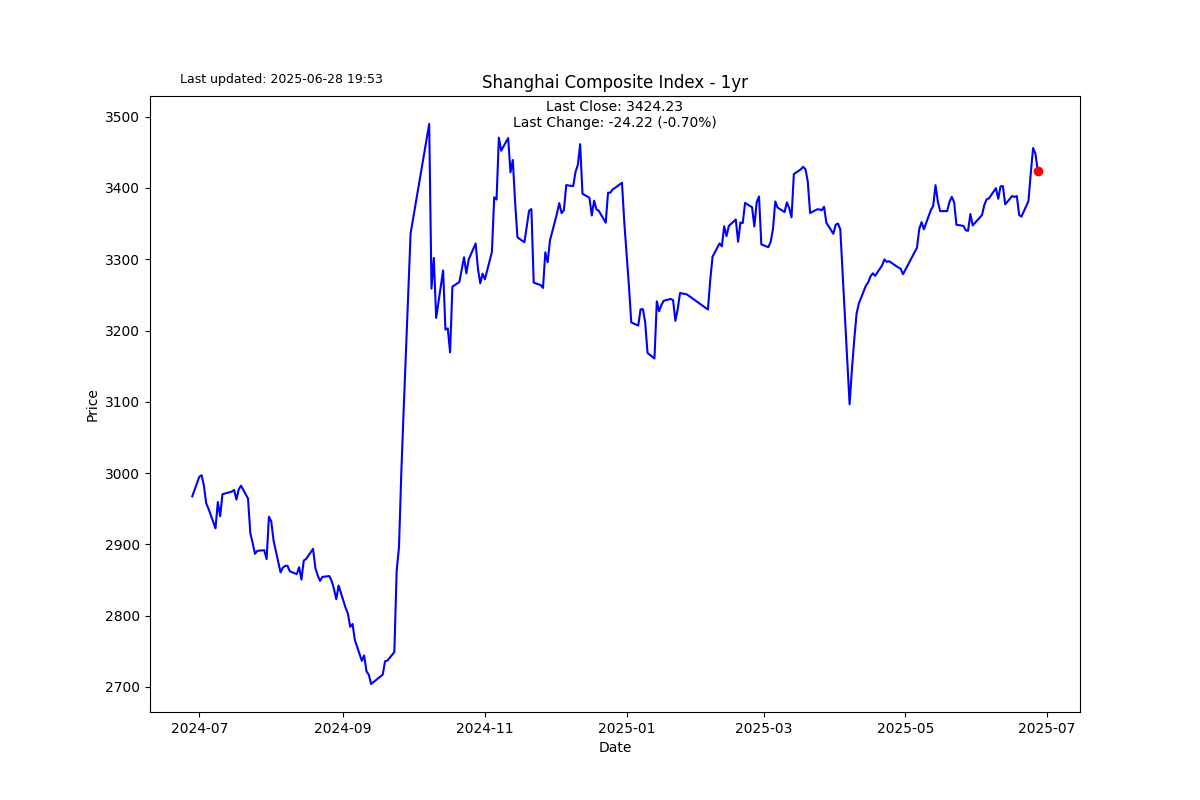 Last updated: 2025-06-28 19:53
Shanghai Composite Index - 1yr
Last Close: 3424.23
Last Change: -24.22 (-0.70%)
3500
3400
3300
3200
3100
3000
2900
2800
2700
Price
2024-07
2024-09
2024-11
2025-01
2025-03
2025-05
2025-07
Date